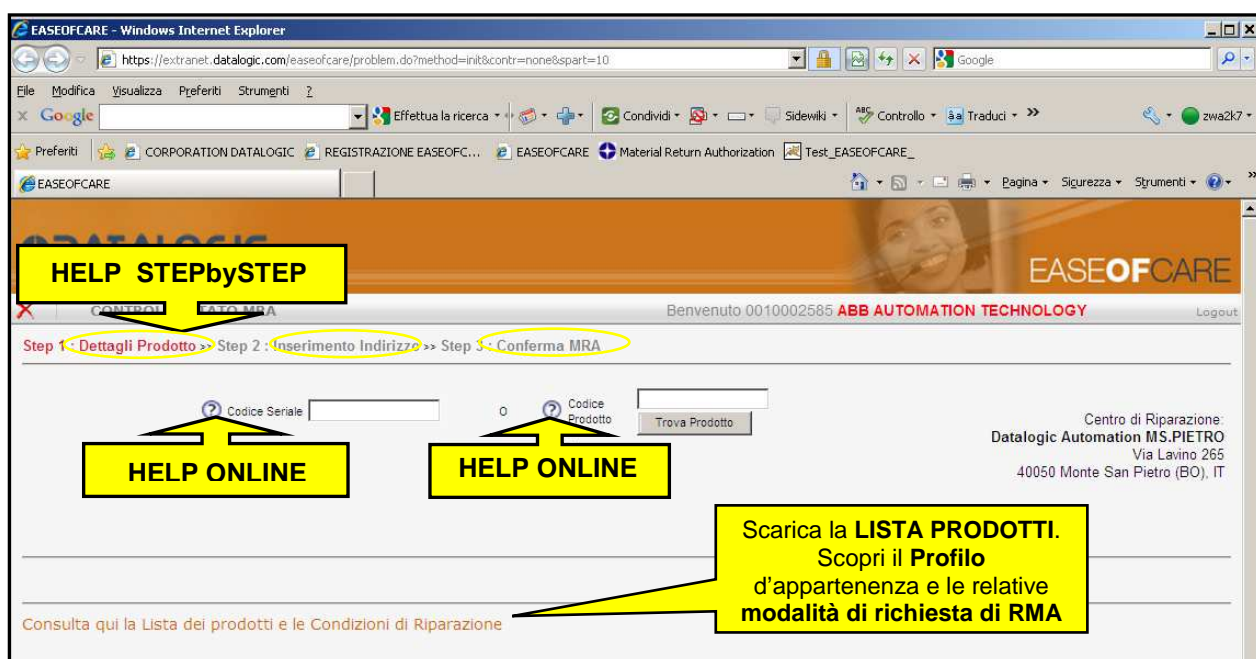 EASEOFCARE - Windows Internet Explorer
https://extranet.datalogic.com/easeofcare/problem.do?method=init&contr=none&spart=10
Google
File Modifica Visualizza Preferiti Strumenti ?
x Google
Effettua la ricerca
Condividi
Sidewiki
Controllo
Traduci
zwa2k7
Preferiti
CORPORATION DATALOGIC
REGISTRAZIONE EASEOFC...
EASEOFCARE
Material Return Authorization
Test_EASEOFCARE_
EASEOFCARE
Pagina Sicurezza Strumenti
DATALOGIC
HELP STEPbySTEP
EASEOFCARE
Benvenuto 0010002585 ABB AUTOMATION TECHNOLOGY
Logout
Step 1 : Dettagli Prodotto >> Step 2 : Inserimento Indirizzo >> Step 3 : Conferma MRA
Codice Seriale
O
Codice
Prodotto
Trova Prodotto
HELP ONLINE
HELP ONLINE
Centro di Riparazione:
Datalogic Automation MS.PIETRO
Via Lavino 265
40050 Monte San Pietro (BO), IT
Scarica la LISTA PRODOTTI.
Scopri il Profilo
d'appartenenza e le relative
modalità di richiesta di RMA
Consulta qui la Lista dei prodotti e le Condizioni di Riparazione